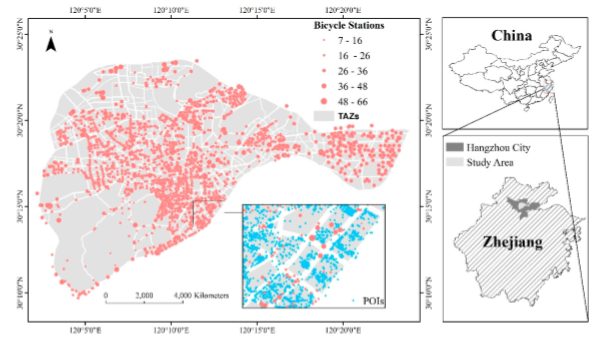 120°5'0"E 120°10'0"E 120°15'0"E 120°20'0"E
30°25'0"N
30°20'0"N
30°15'0"N
30°10'0"N
N
Bicycle Stations
7 - 16
16 - 26
26 - 36
36 - 48
48 - 66
TAZs
POIs
0 2,000 4,000 Kilometers
30°25'0"N
30°20'0"N
30°15'0"N
30°10'0"N
120°5'0"E 120°10'0"E 120°15'0"E 120°20'0"E
China
Hangzhou City
Study Area
Zhejiang